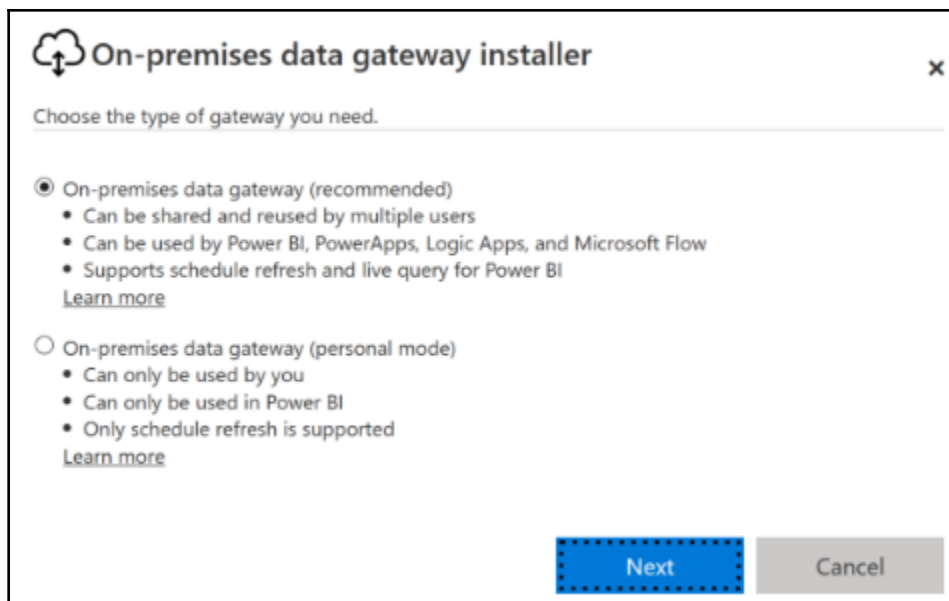 On-premises data gateway installer
×
Choose the type of gateway you need.
On-premises data gateway (recommended)
• Can be shared and reused by multiple users
• Can be used by Power BI, PowerApps, Logic Apps, and Microsoft Flow
• Supports schedule refresh and live query for Power BI
Learn more
On-premises data gateway (personal mode)
• Can only be used by you
• Can only be used in Power BI
• Only schedule refresh is supported
Learn more
Next
Cancel